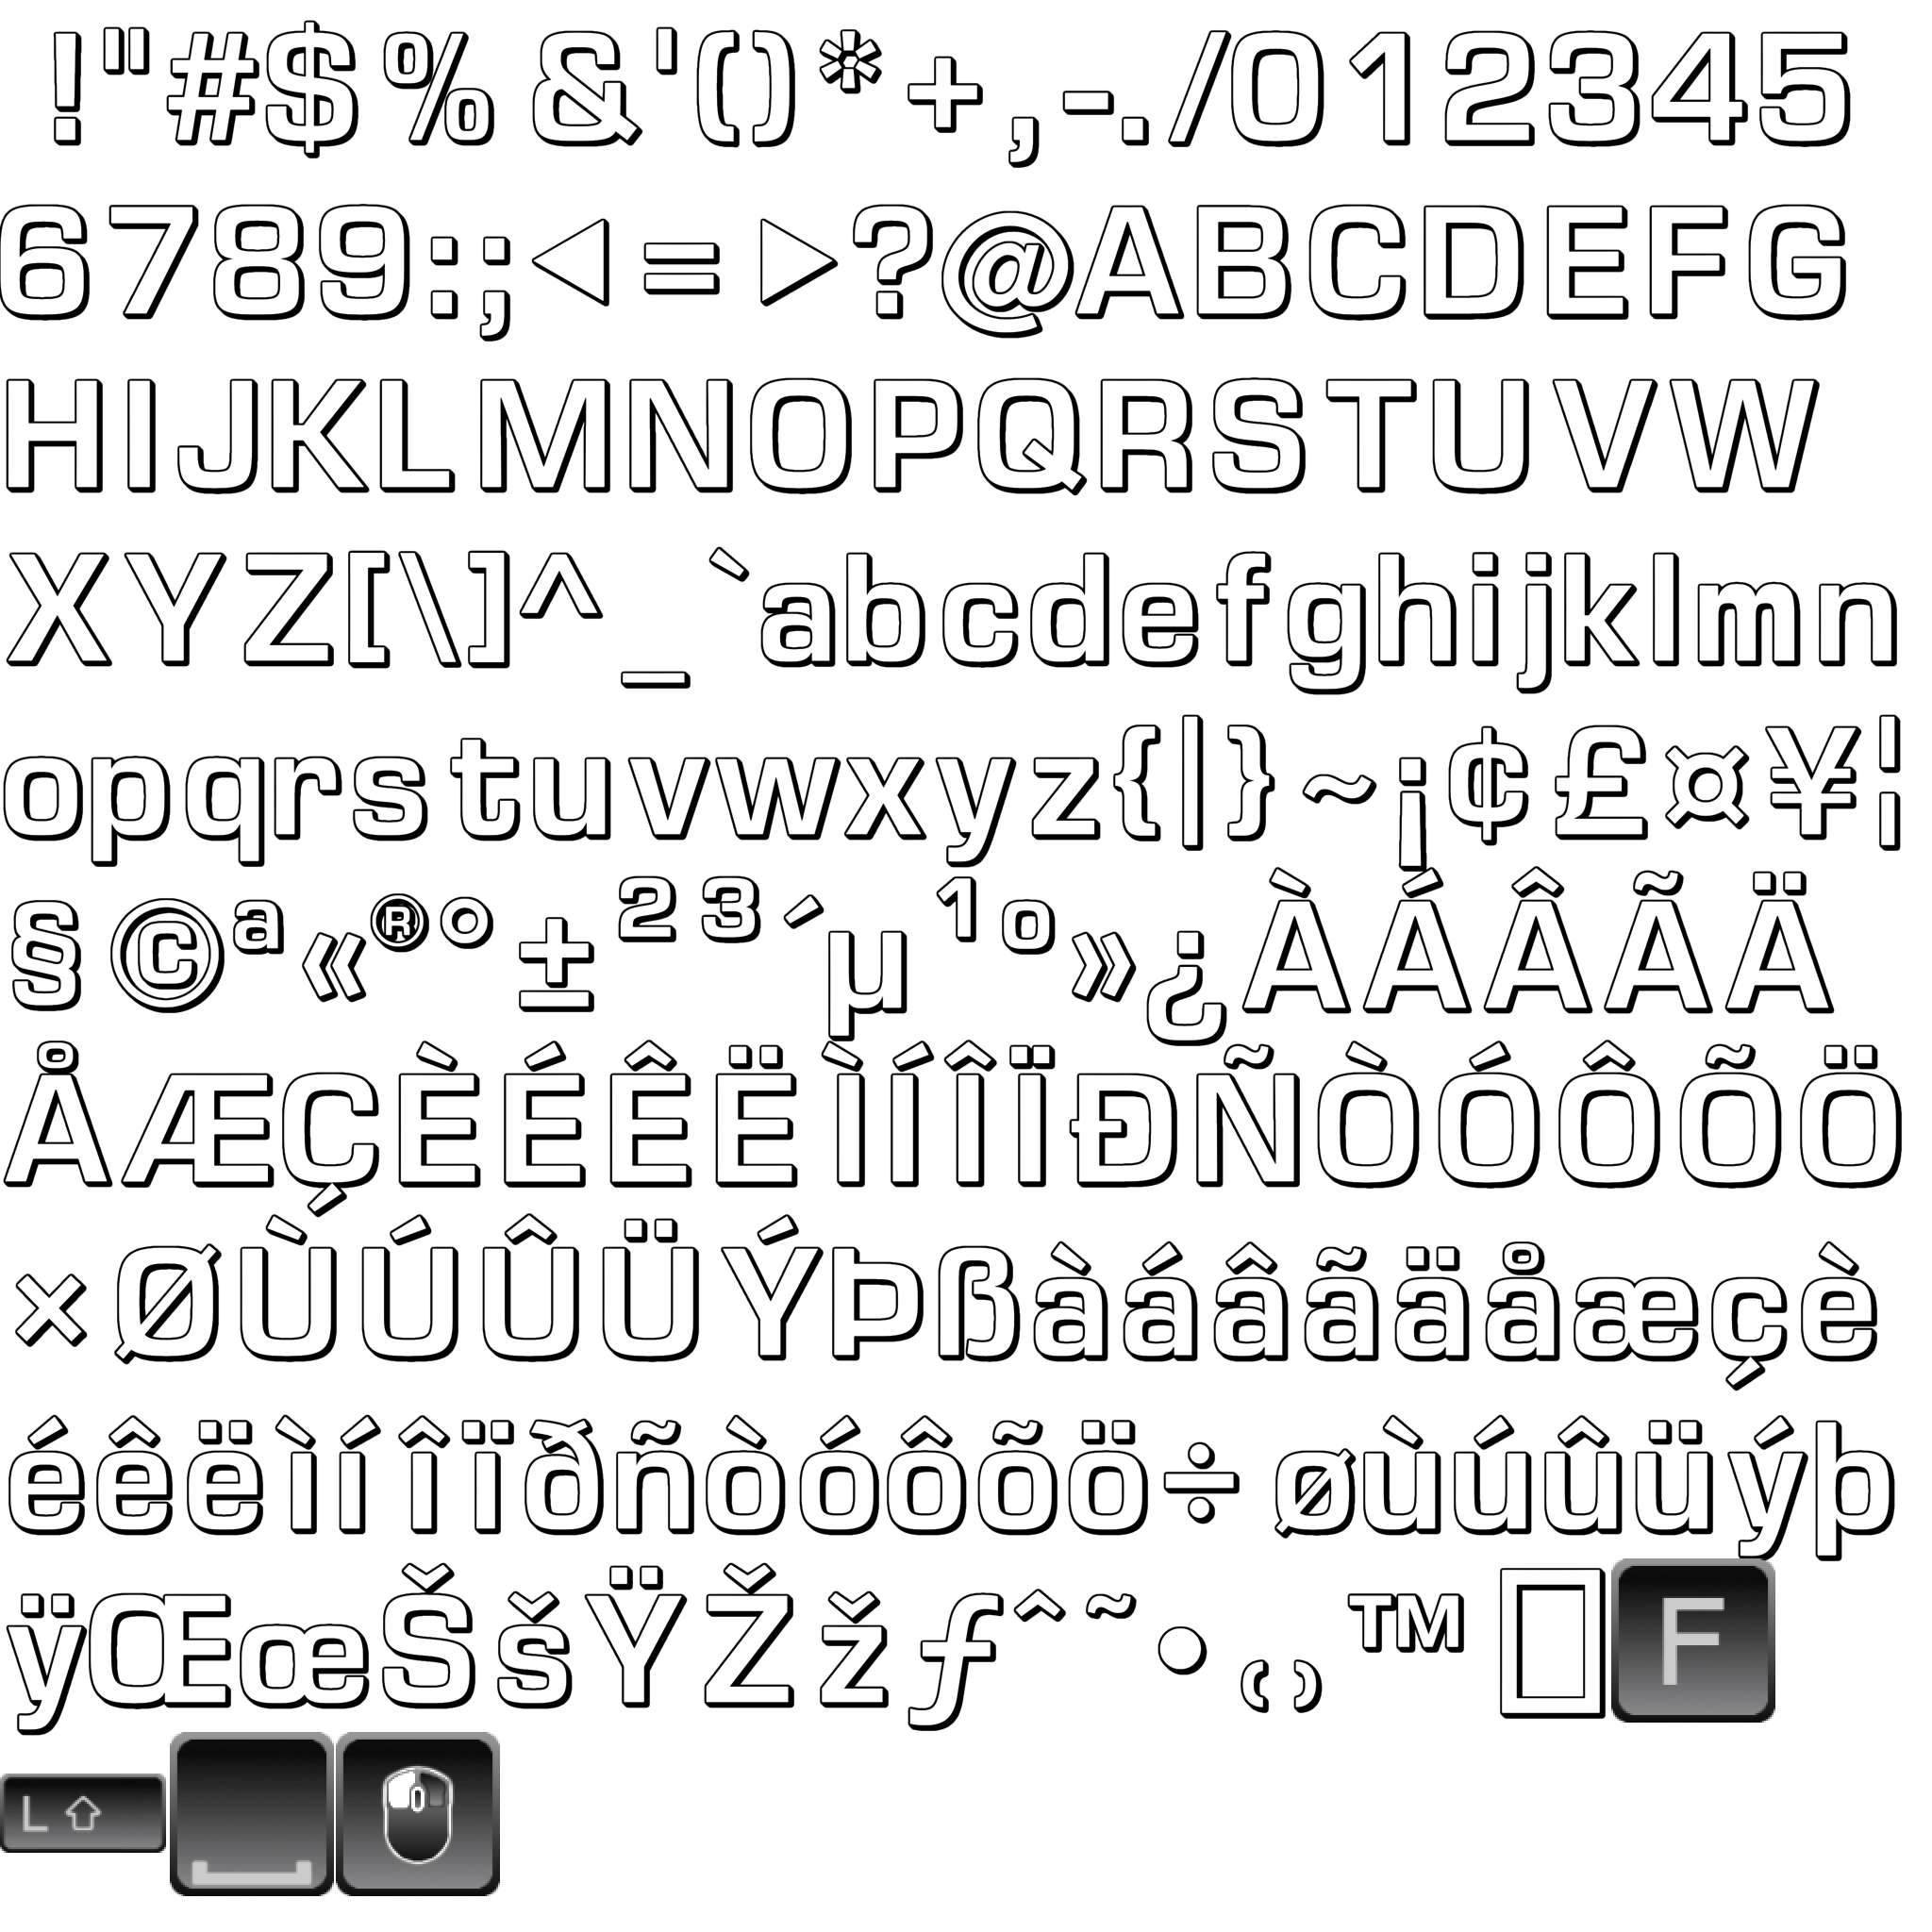 !"#$%&'()*+,-./012345
6789:;◁=▷?@ABCDEFG
HIJKLMNOPQRSTUVW
XYZ[\]^_`abcdefghijklmn
opqrstuvwxyz{|}~¡¢£¤¥¦
§©ª«®°±²³´µ¹º»¿ÀÁÂÃÄ
ÅÆÇÈÉÊËÌÍÎÏÐÑÒÓÔÕÖ
×ØÙÚÛÜÝÞßàáâãäåæçè
éêëìíîïðñòóôõö÷øùúûüýþ
ÿŒœŠšŸŽžƒˆ˜•()™▯F
L⇧